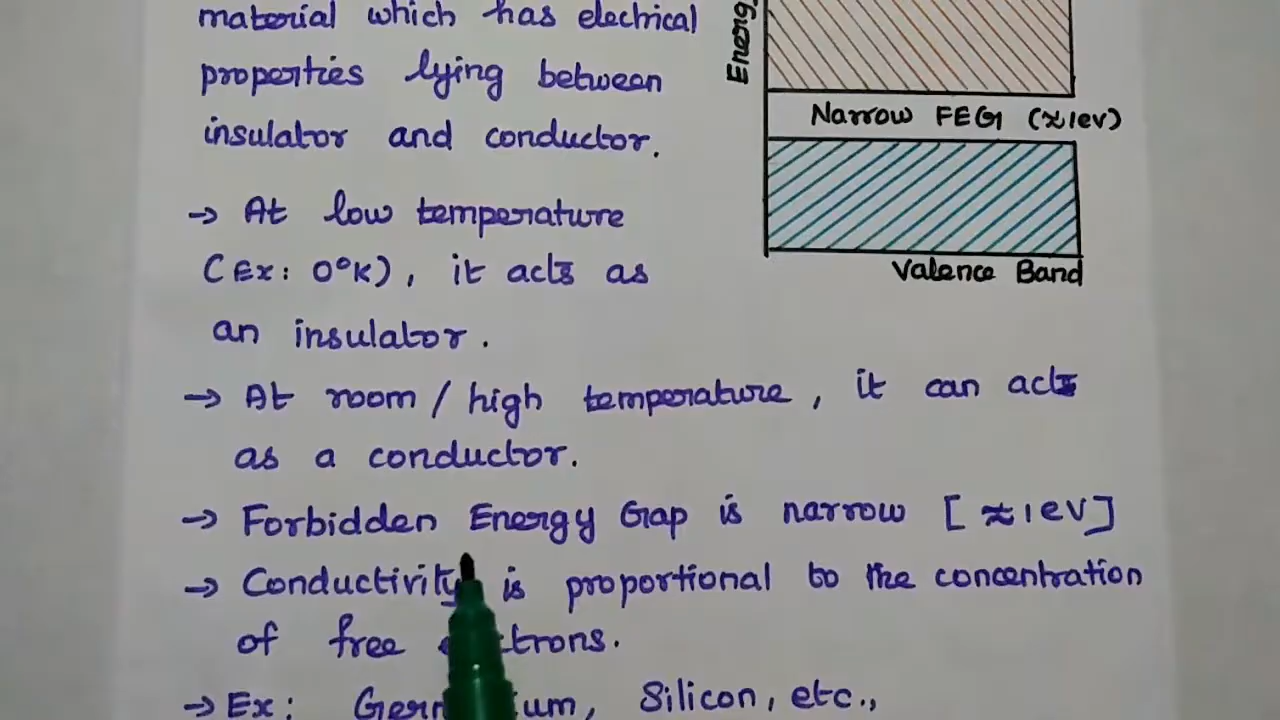 material which has electrical
properties lying between
insulator and conductor.
→ At low temperature
(Ex: 0°K), it acts as
an insulator.
→ At room / high temperature, it can acts
as a conductor.
→ Forbidden Energy Gap is narrow [≈1ev]
→ Conductivity is proportional to the concentration
of free
→ Ex: Silicon, etc.,
Narrow FEG (≈1ev)
Valence Band